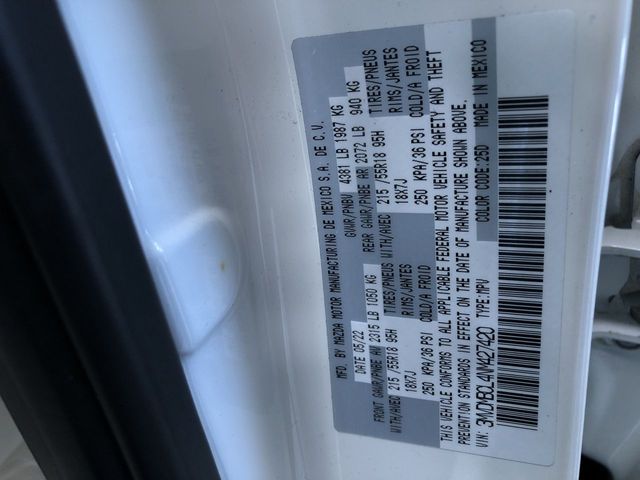 MFD. BY MAZDA MOTOR MANUFACTURING DE MEXICO S.A. DE C.V.
DATE 05/22 GVWR/PNBV 4381 LB 1987 KG
FRONT GAWR/PNBE AV 2315 LB 1050 KG REAR GAWR/PNBE AR 2072 LB 940 KG
WITH/AVEC 215 /55R18 95H TIRES/PNEUS WITH/AVEC 215 /55R18 95H TIRES/PNEUS
18X7J RIMS/JANTES 18X7J RIMS/JANTES
250 KPA/36 PSI COLD/A FROID 250 KPA/36 PSI COLD/A FROID
THIS VEHICLE CONFORMS TO ALL APPLICABLE FEDERAL MOTOR VEHICLE SAFETY AND THEFT
PREVENTION STANDARDS IN EFFECT ON THE DATE OF MANUFACTURE SHOWN ABOVE.
VIN: 3MVDMBCL4NM427420 TYPE:MPV COLOR CODE:25D MADE IN MEXICO